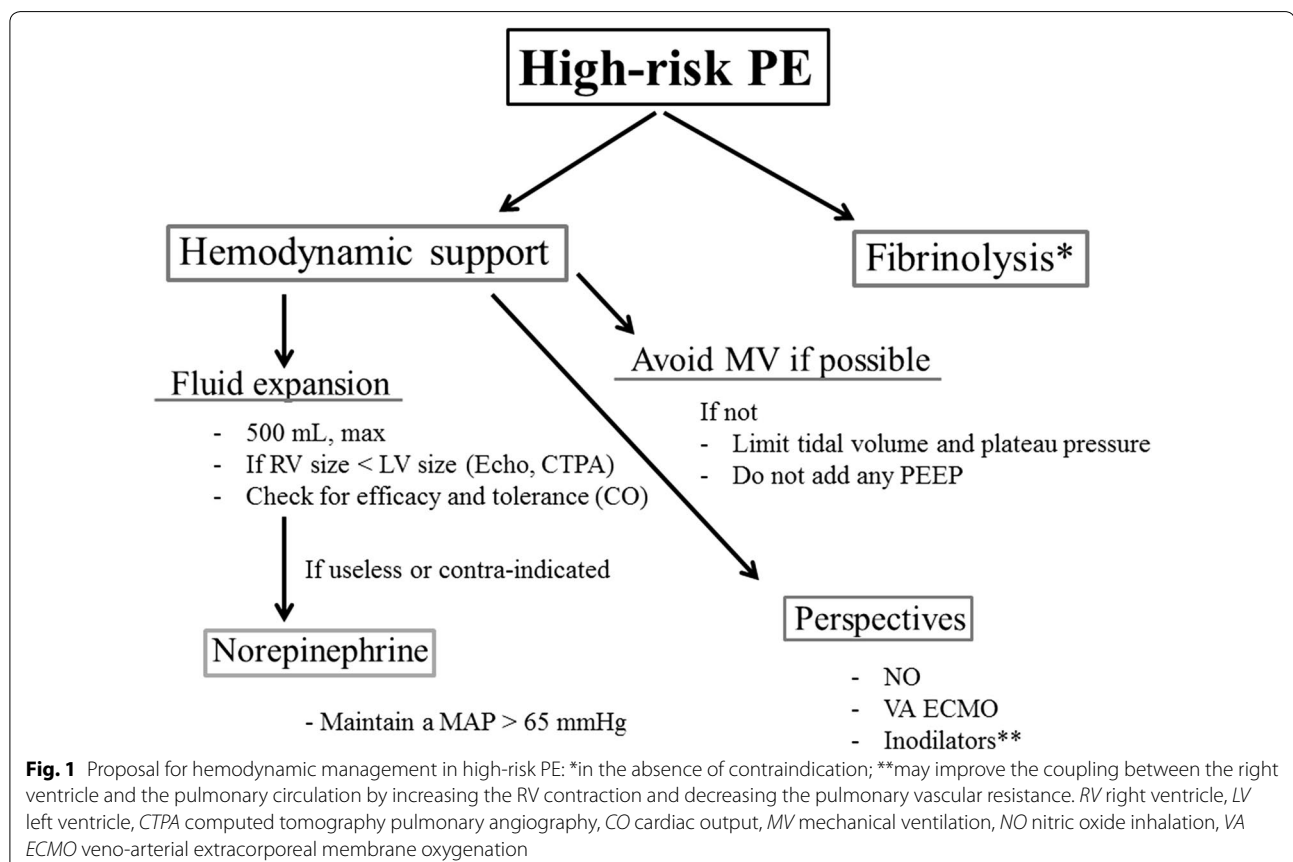 High-risk PE
Hemodynamic support
Fibrinolysis*
Fluid expansion
- 500 mL, max
- If RV size < LV size (Echo, CTPA)
- Check for efficacy and tolerance (CO)
Avoid MV if possible
If not
- Limit tidal volume and plateau pressure
- Do not add any PEEP
If useless or contra-indicated
Norepinephrine
- Maintain a MAP > 65 mmHg
Perspectives
- NO
- VA ECMO
- Inodilators**
Fig. 1 Proposal for hemodynamic management in high-risk PE: *in the absence of contraindication; **may improve the coupling between the right
ventricle and the pulmonary circulation by increasing the RV contraction and decreasing the pulmonary vascular resistance. RV right ventricle, LV
left ventricle, CTPA computed tomography pulmonary angiography, CO cardiac output, MV mechanical ventilation, NO nitric oxide inhalation, VA
ECMO veno-arterial extracorporeal membrane oxygenation